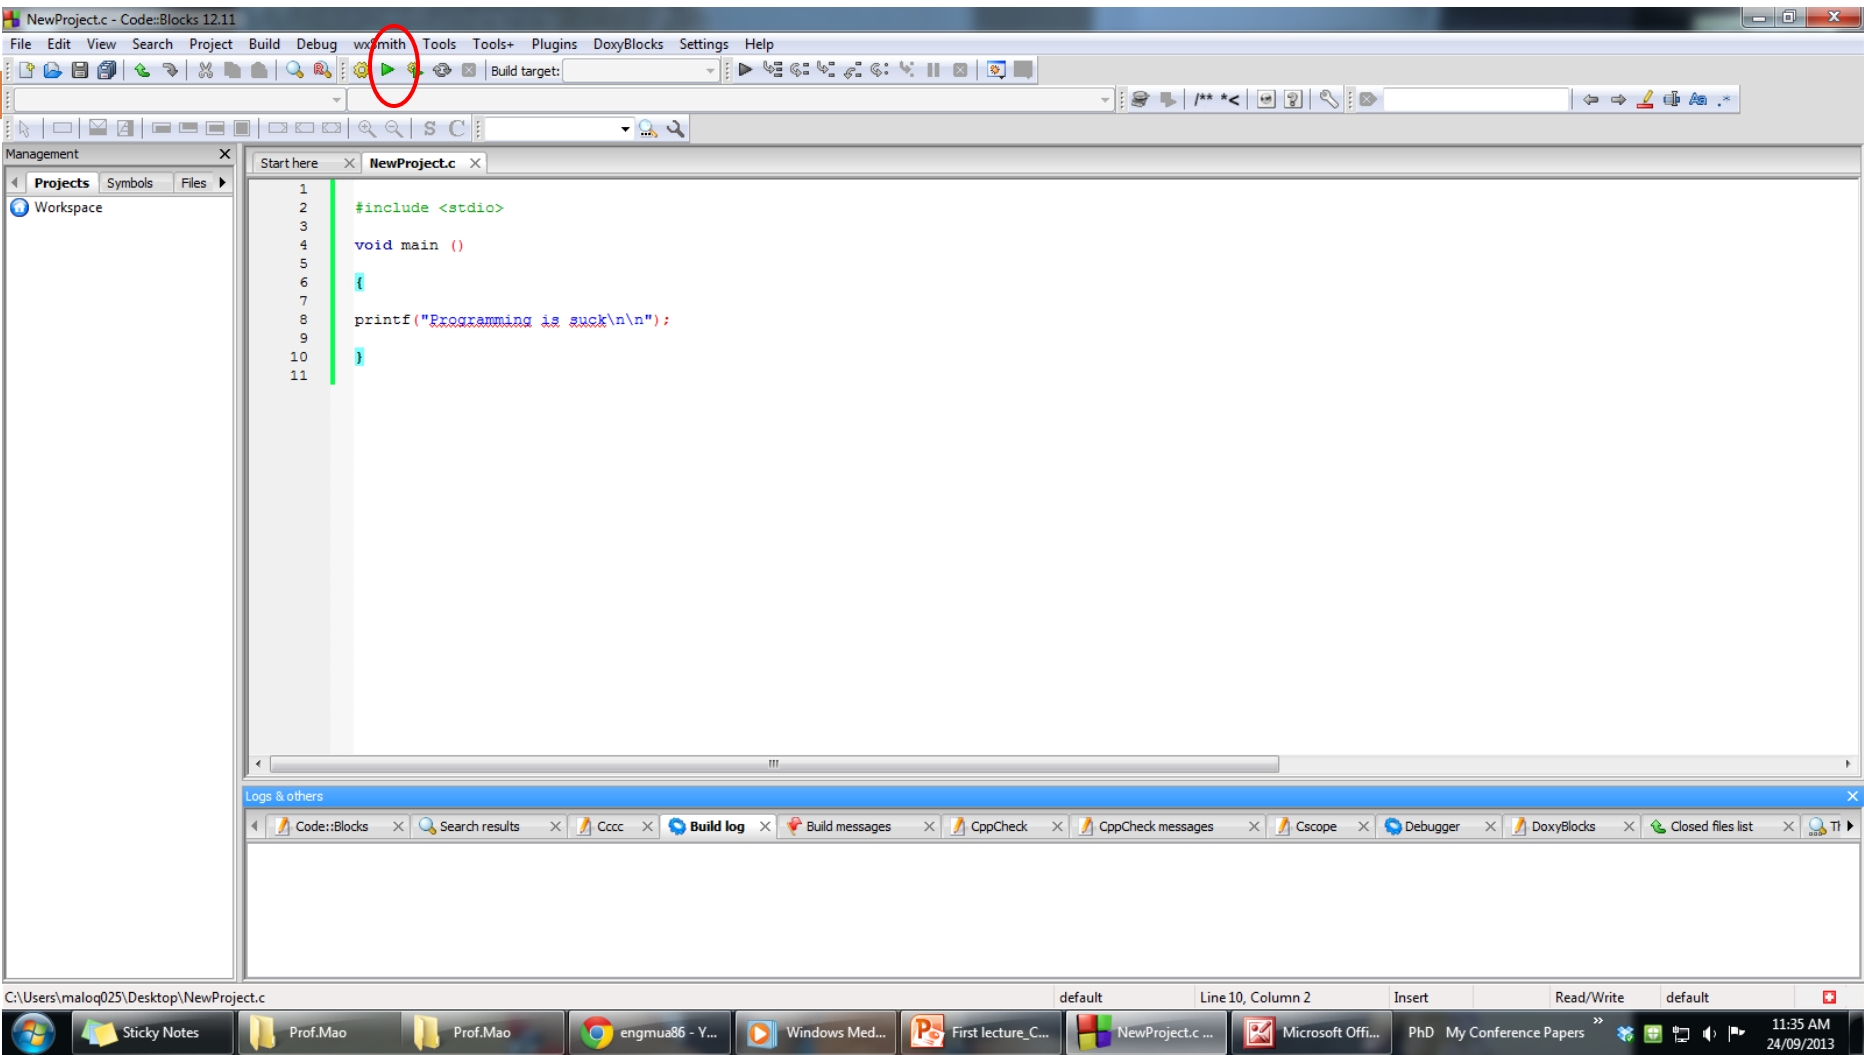 NewProject.c - Code::Blocks 12.11
File Edit View Search Project Build Debug wxSmith Tools Tools+ Plugins DoxyBlocks Settings Help
Build target:
/** *<
S C
Management
Start here NewProject.c
Projects Symbols Files
Workspace
1
2 #include <stdio>
3
4 void main ()
5
6 {
7
8 printf("Programming is suck\n\n");
9
10 }
11
Logs & others
Code::Blocks Search results Cccc Build log Build messages CppCheck CppCheck messages Cscope Debugger DoxyBlocks Closed files list
C:\Users\maloq025\Desktop\NewProject.c default Line 10, Column 2 Insert Read/Write default
Sticky Notes Prof.Mao Prof.Mao engmua86 - Y... Windows Med... First lecture_C... NewProject.c ... Microsoft Offi... PhD My Conference Papers »
11:35 AM
24/09/2013